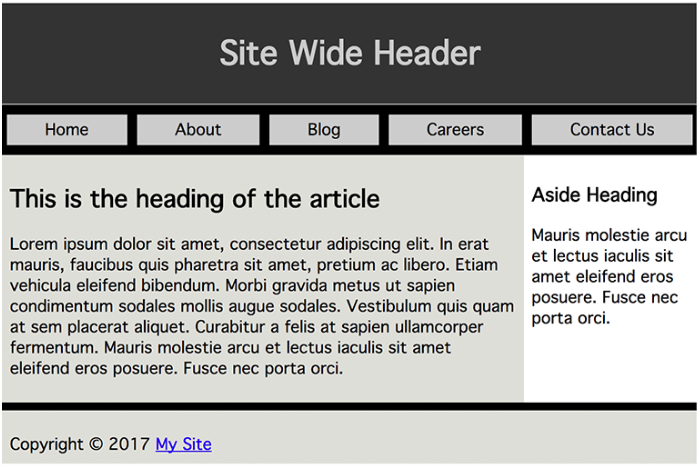 Site Wide Header
Home
About
Blog
Careers
Contact Us
This is the heading of the article
Lorem ipsum dolor sit amet, consectetur adipiscing elit. In erat
mauris, faucibus quis pharetra sit amet, pretium ac libero. Etiam
vehicula eleifend bibendum. Morbi gravida metus ut sapien
condimentum sodales mollis augue sodales. Vestibulum quis quam
at sem placerat aliquet. Curabitur a felis at sapien ullamcorper
fermentum. Mauris molestie arcu et lectus iaculis sit amet
eleifend eros posuere. Fusce nec porta orci.
Aside Heading
Mauris molestie arcu
et lectus iaculis sit
amet eleifend eros
posuere. Fusce nec
porta orci.
Copyright © 2017 My Site